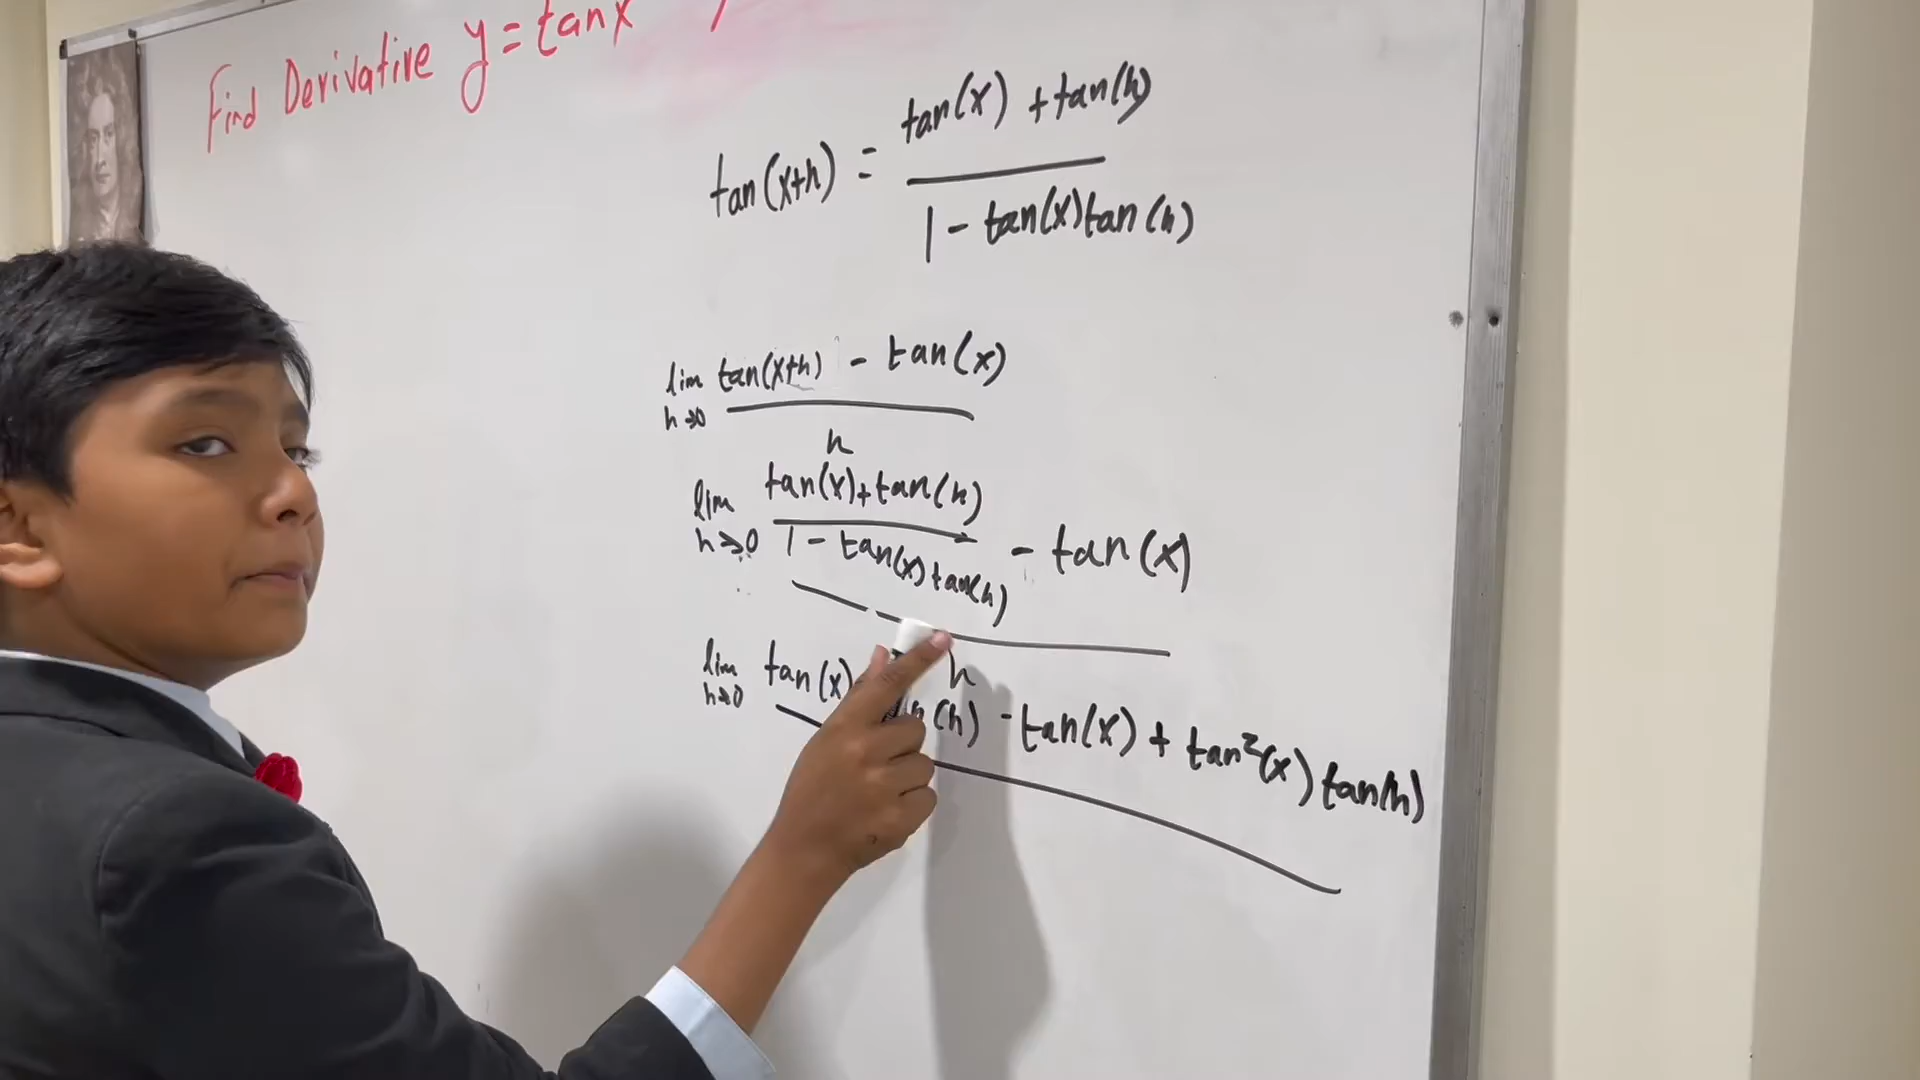 Find Derivative y = tanx
tan(x) + tan(h)
tan(x+h) =
1 - tan(x)tan(h)
lim tan(x+h) - tan(x)
h→0
h
lim tan(x)+tan(h)
h→0 1 - tan(x)tan(h) - tan(x)
h
lim tan(x) (h) - tan(x) + tan²(x)tan(h)
h→0